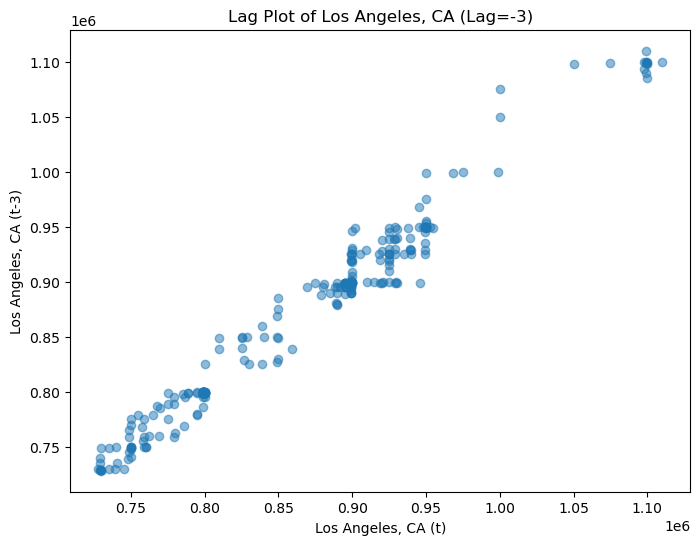 Lag Plot of Los Angeles, CA (Lag=-3)
1e6
1.10
1.05
1.00
0.95
0.90
0.85
0.80
0.75
Los Angeles, CA (t-3)
0.75 0.80 0.85 0.90 0.95 1.00 1.05 1.10
1e6
Los Angeles, CA (t)